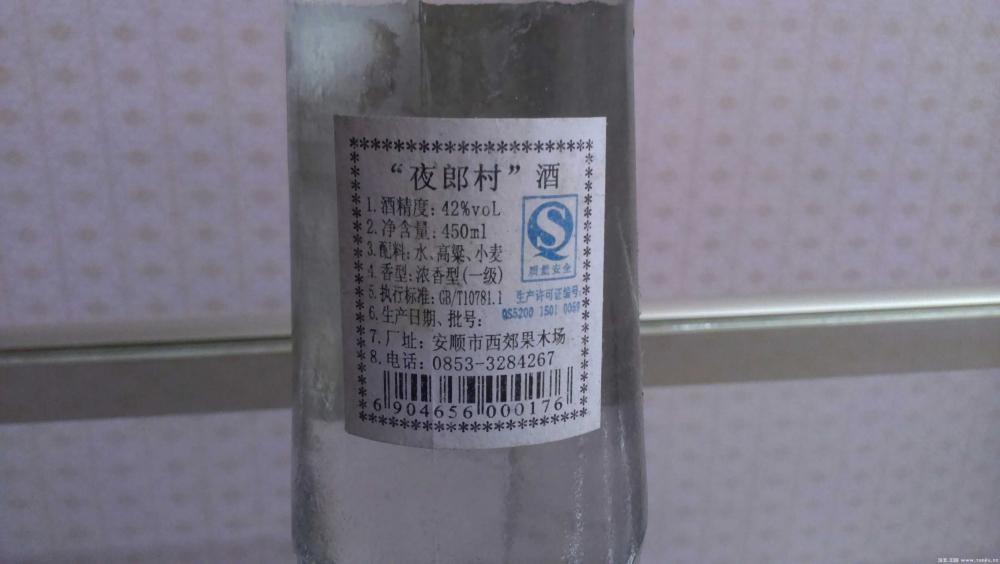 “夜郎村”酒
1.酒精度：42%voL
2.净含量：450ml
3.配料：水、高粱、小麦
4.香型：浓香型(一级)
5.执行标准：GB/T10781.1
6.生产日期、批号：
7.厂址：安顺市西郊果木场
8.电话：0853-3284267
质量安全
生产许可证编号：
QS5200 1501
6 904656 000176